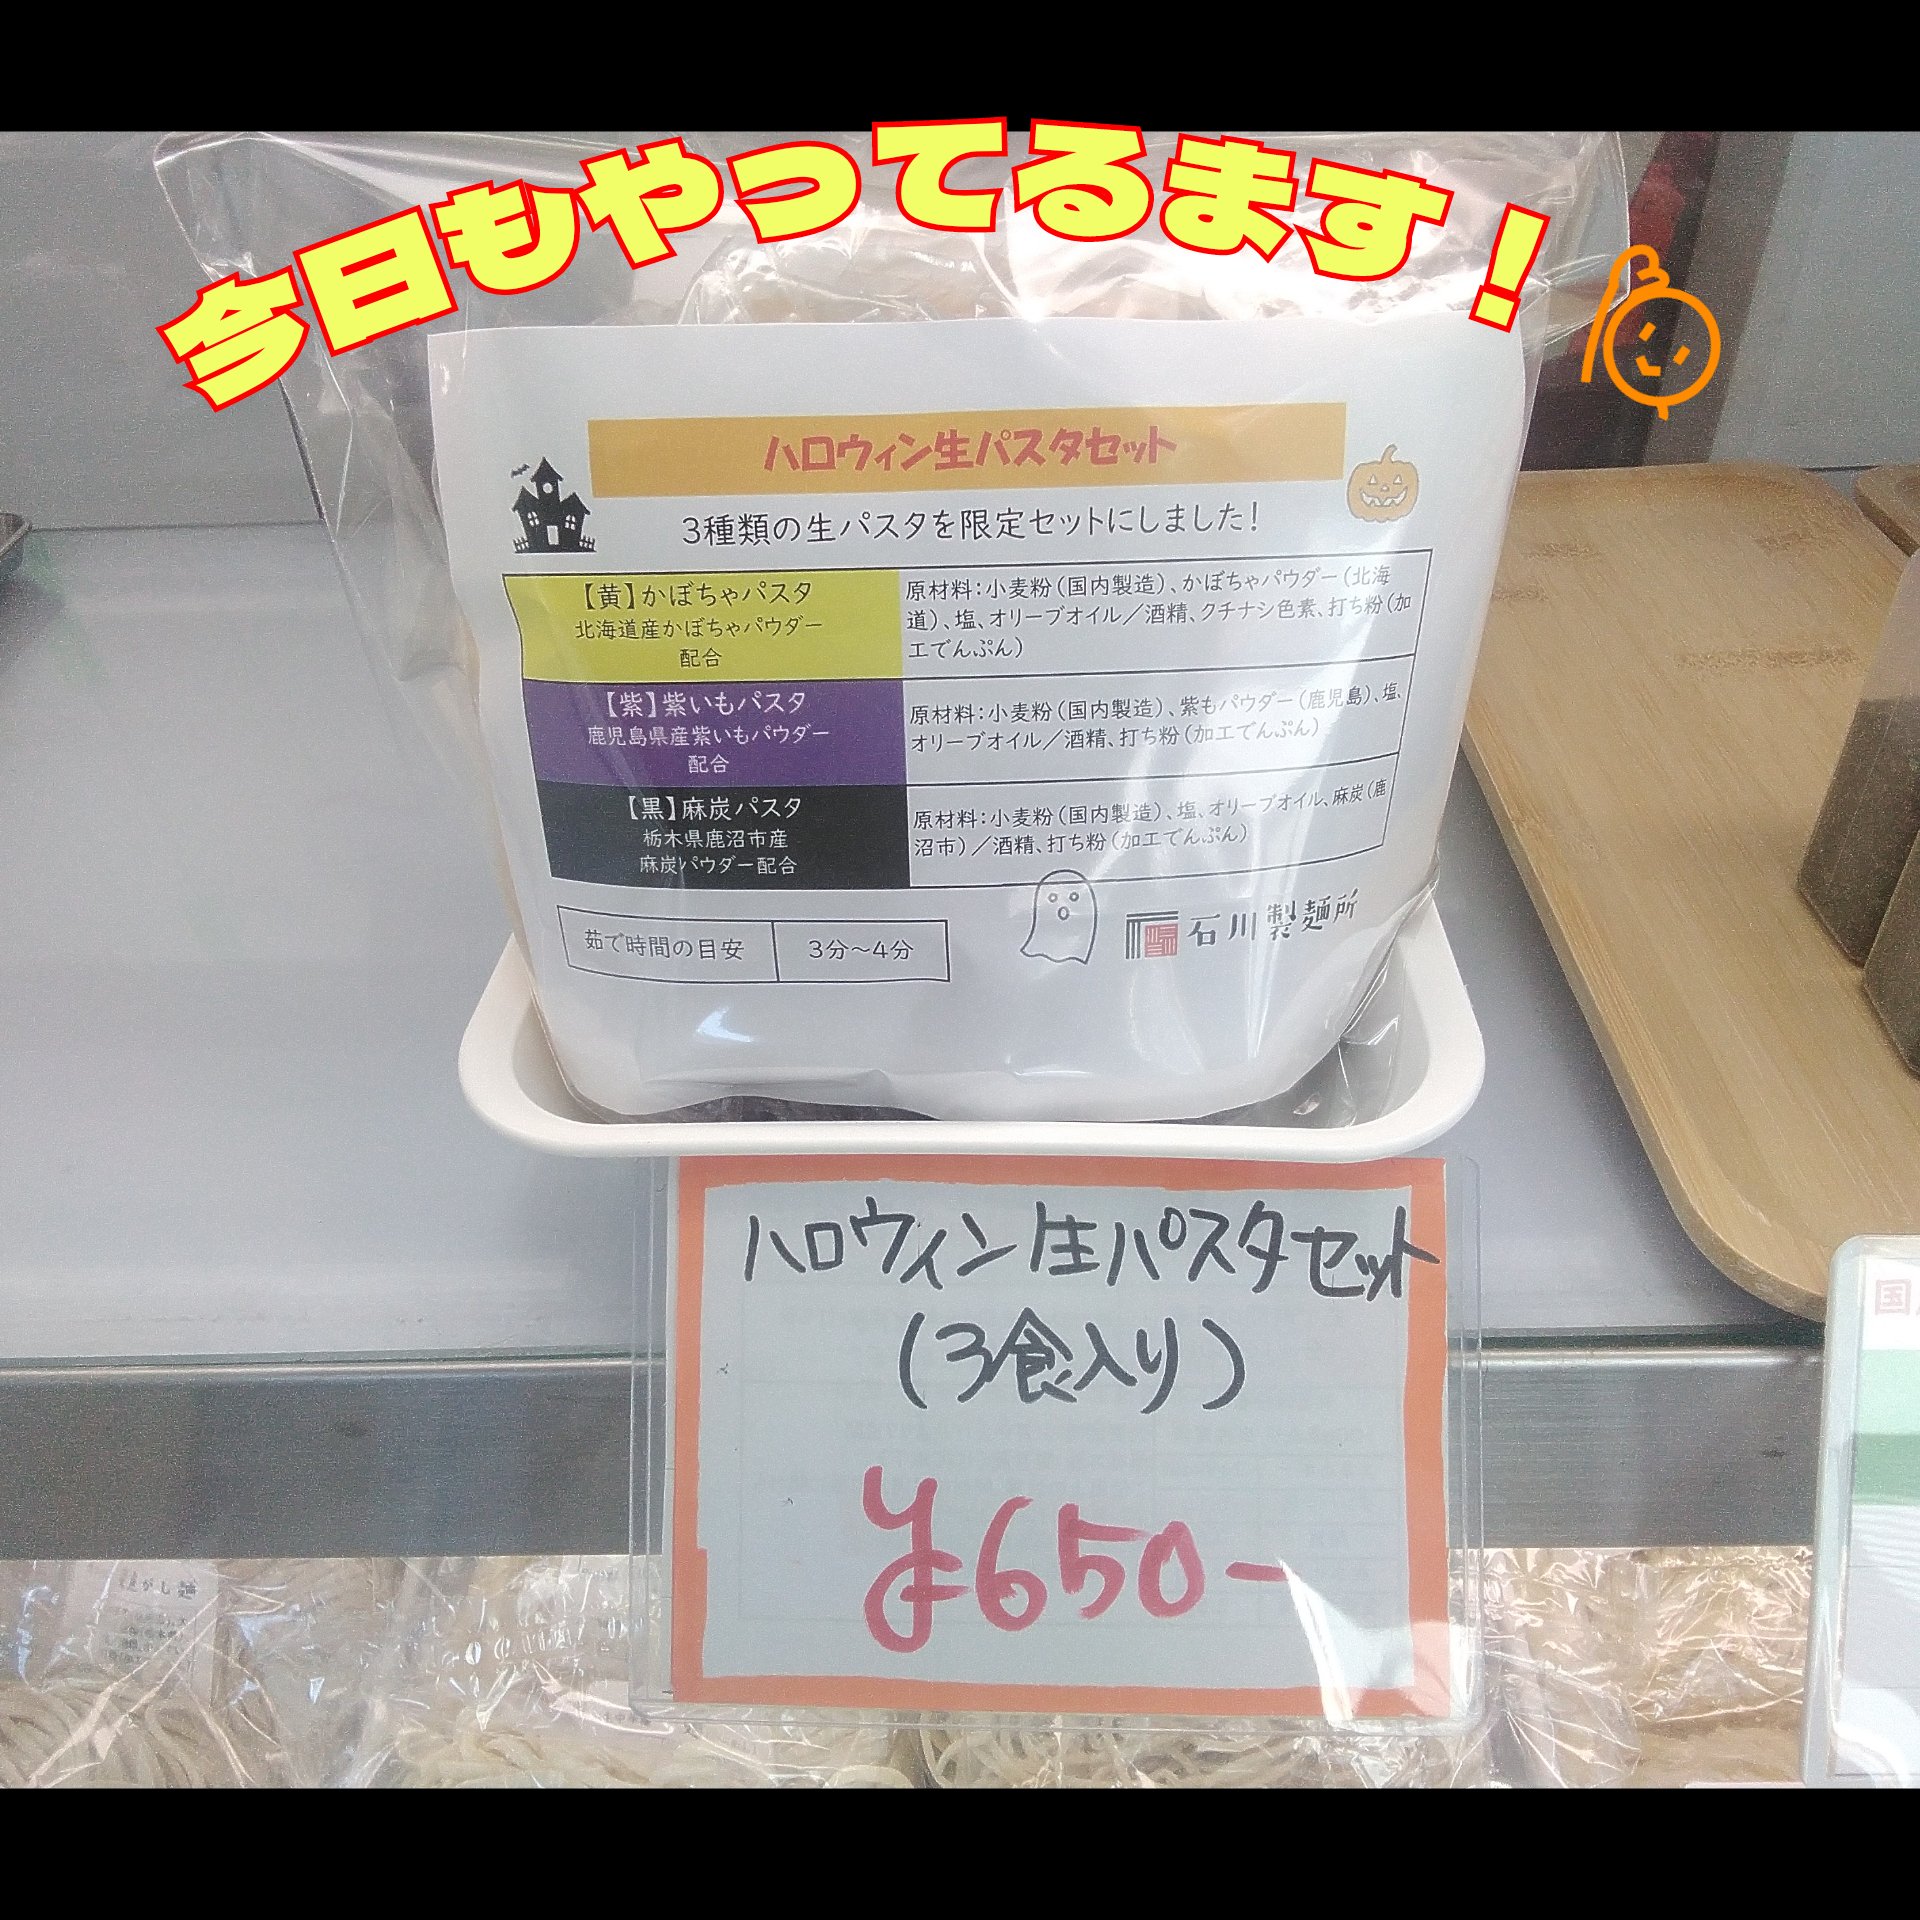 今日もやってるます!
ハロウィン生パスタセット
3種類の生パスタを限定セットにしました!
【黄】かぼちゃパスタ
北海道産かぼちゃパウダー
配合
原材料:小麦粉(国内製造)、かぼちゃパウダー(北海
道)、塩、オリーブオイル/酒精、クチナシ色素、打ち粉(加
工でんぷん)
【紫】紫いもパスタ
鹿児島県産紫いもパウダー
配合
原材料:小麦粉(国内製造)、紫もパウダー(鹿児島)、塩、
オリーブオイル/酒精、打ち粉(加工でんぷん)
【黒】麻炭パスタ
栃木県鹿沼市産
麻炭パウダー配合
原材料:小麦粉(国内製造)、塩、オリーブオイル、麻炭(鹿
沼市)/酒精、打ち粉(加工でんぷん)
茹で時間の目安 3分~4分
石川製麺所
ハロウィン生パスタセット
(3食入り)
¥650-
国